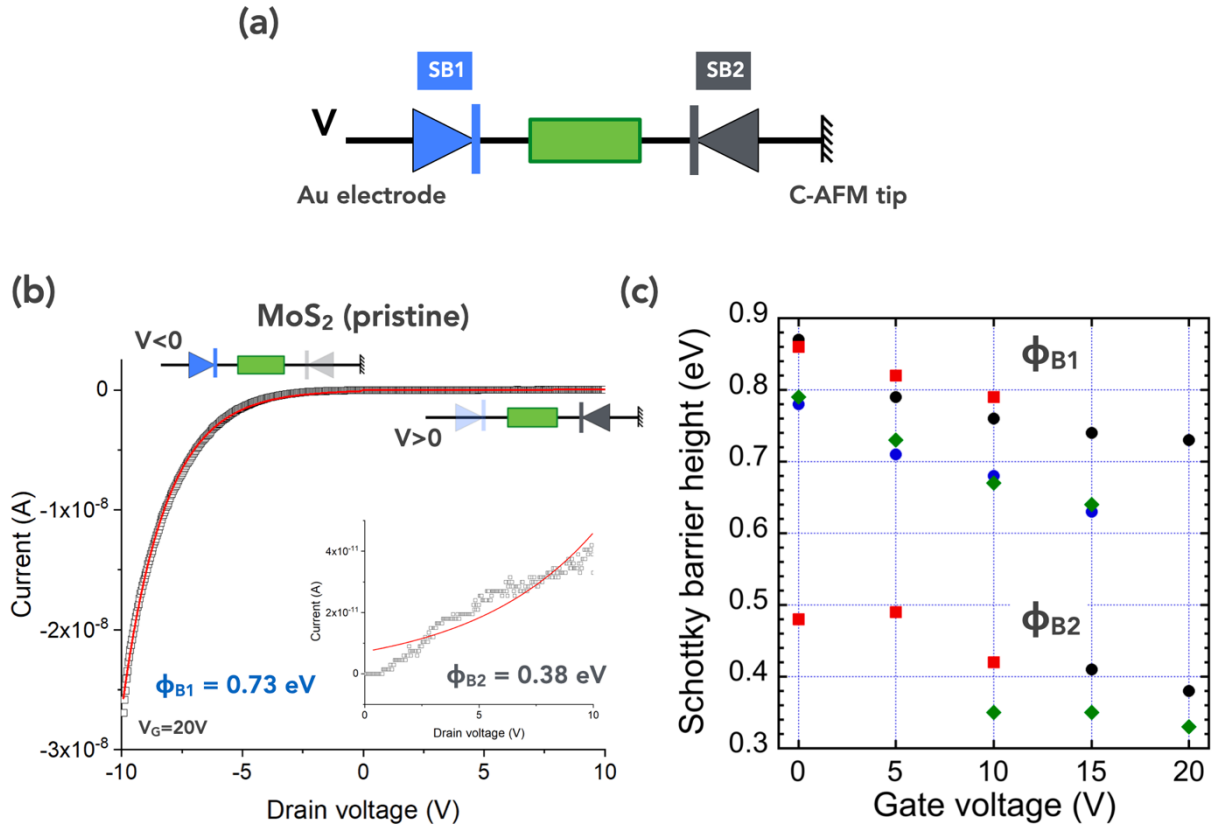 (a)
SB1
SB2
V
Au electrode
C-AFM tip
(b)
MoS₂ (pristine)
V<0
V>0
0
-1x10⁻⁸
-2x10⁻⁸
-3x10⁻⁸
Current (A)
-10
-5
0
5
10
Drain voltage (V)
ϕB1 = 0.73 eV
VG=20V
4x10⁻¹¹
2x10⁻¹¹
0
Current (A)
0
5
10
Drain voltage (V)
ϕB2 = 0.38 eV
(c)
0.9
0.8
0.7
0.6
0.5
0.4
0.3
Schottky barrier height (eV)
ϕB1
ϕB2
0
5
10
15
20
Gate voltage (V)